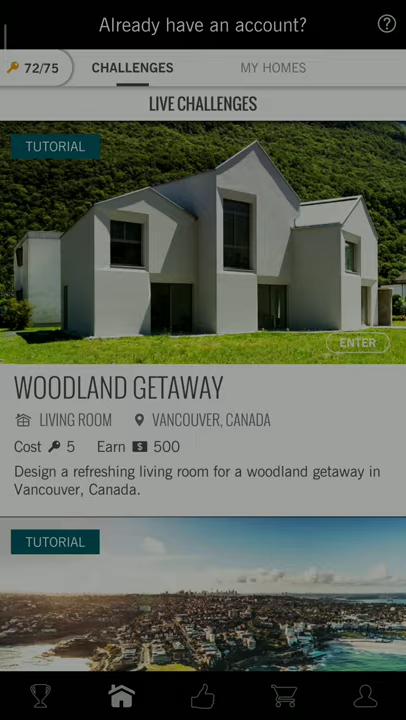 Already have an account?
72/75
CHALLENGES
MY HOMES
LIVE CHALLENGES
TUTORIAL
ENTER
WOODLAND GETAWAY
LIVING ROOM
VANCOUVER, CANADA
Cost 5 Earn $ 500
Design a refreshing living room for a woodland getaway in
Vancouver, Canada.
TUTORIAL